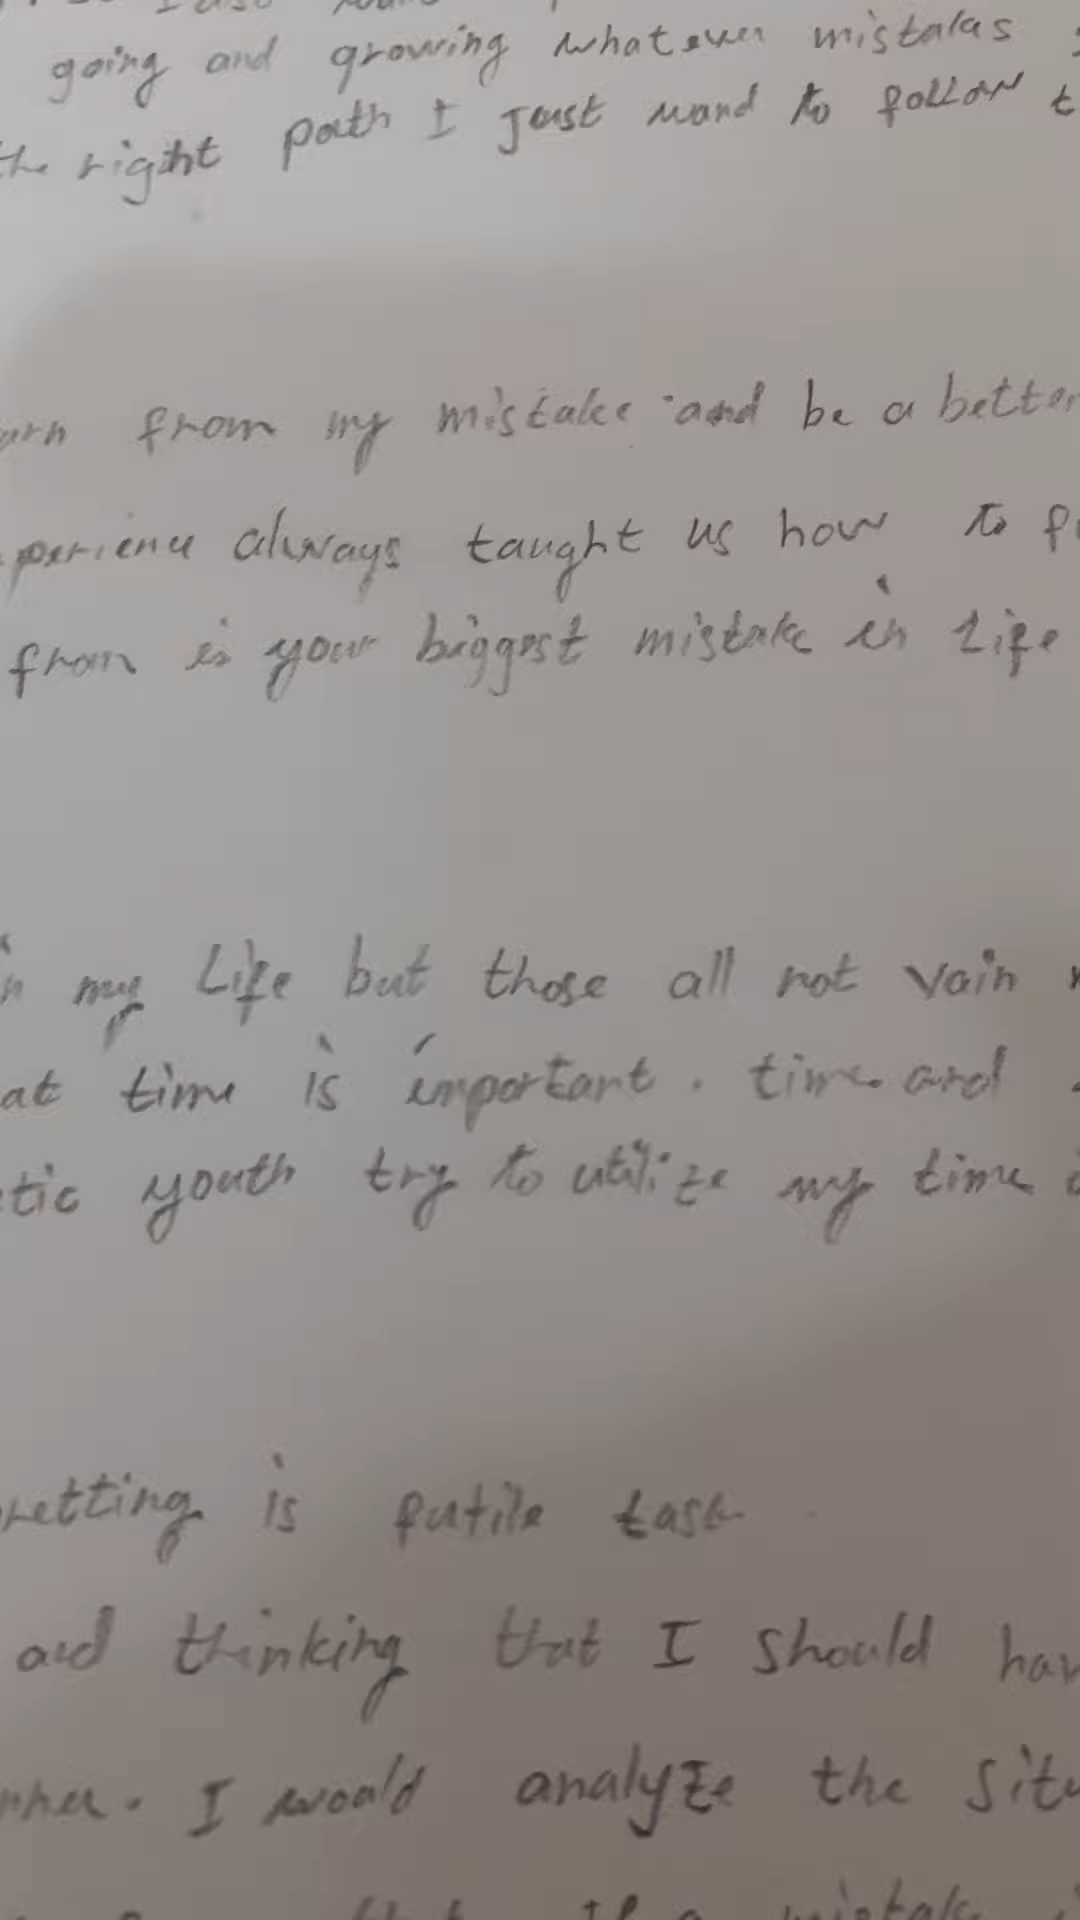 going and growing whatever mistakes
the right path I just wand to follow
from my mistake and be a better
always taught us how to
from is your biggest mistake in Life
my Life but those all not vain
time is important. time and
youth try to utilize my time
is futile task
and thinking that I should
I would analyze the